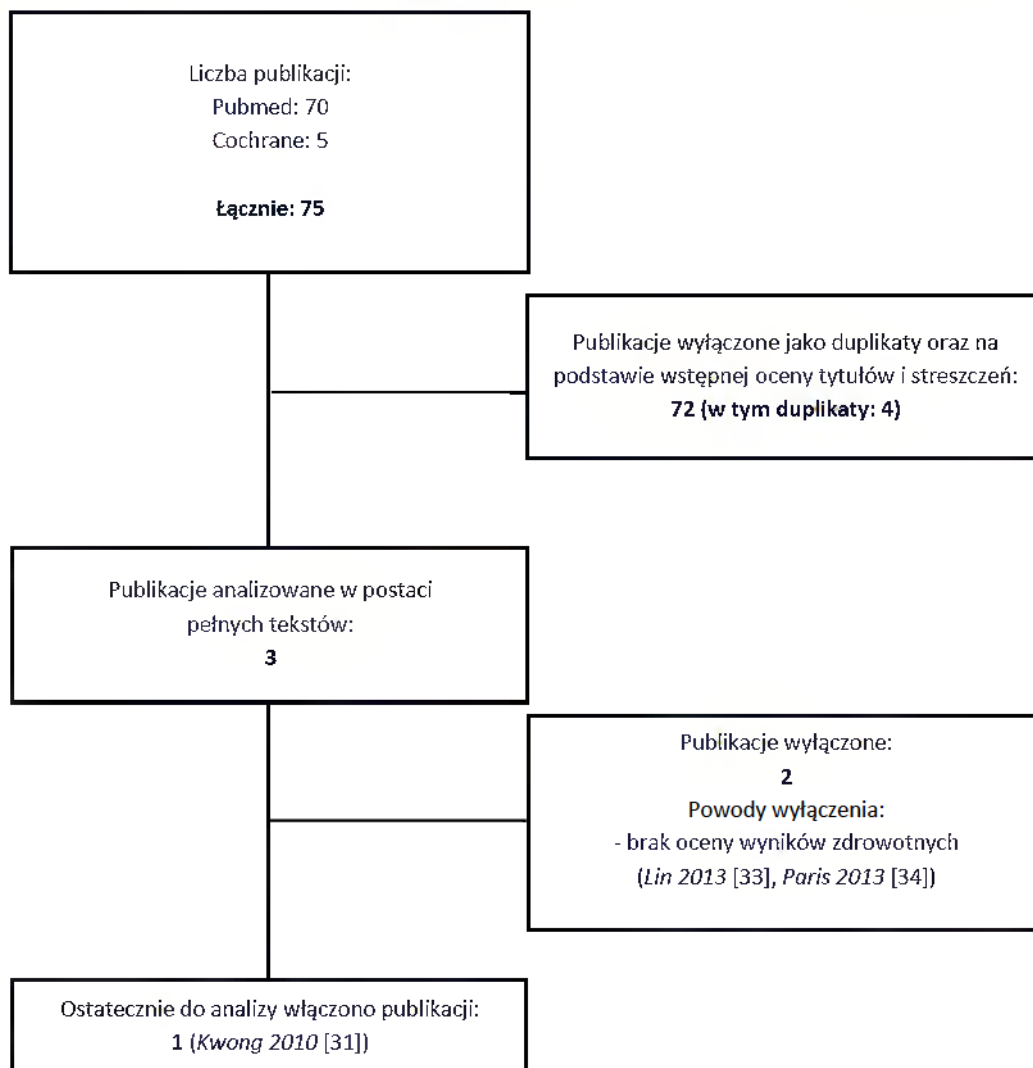 Liczba publikacji:
Pubmed: 70
Cochrane: 5
Łącznie: 75
Publikacje wyłączone jako duplikaty oraz na
podstawie wstępnej oceny tytułów i streszczeń:
72 (w tym duplikaty: 4)
Publikacje analizowane w postaci
pełnych tekstów:
3
Publikacje wyłączone:
2
Powody wyłączenia:
- brak oceny wyników zdrowotnych
(Lin 2013 [33], Paris 2013 [34])
Ostatecznie do analizy włączono publikacji:
1 (Kwong 2010 [31])